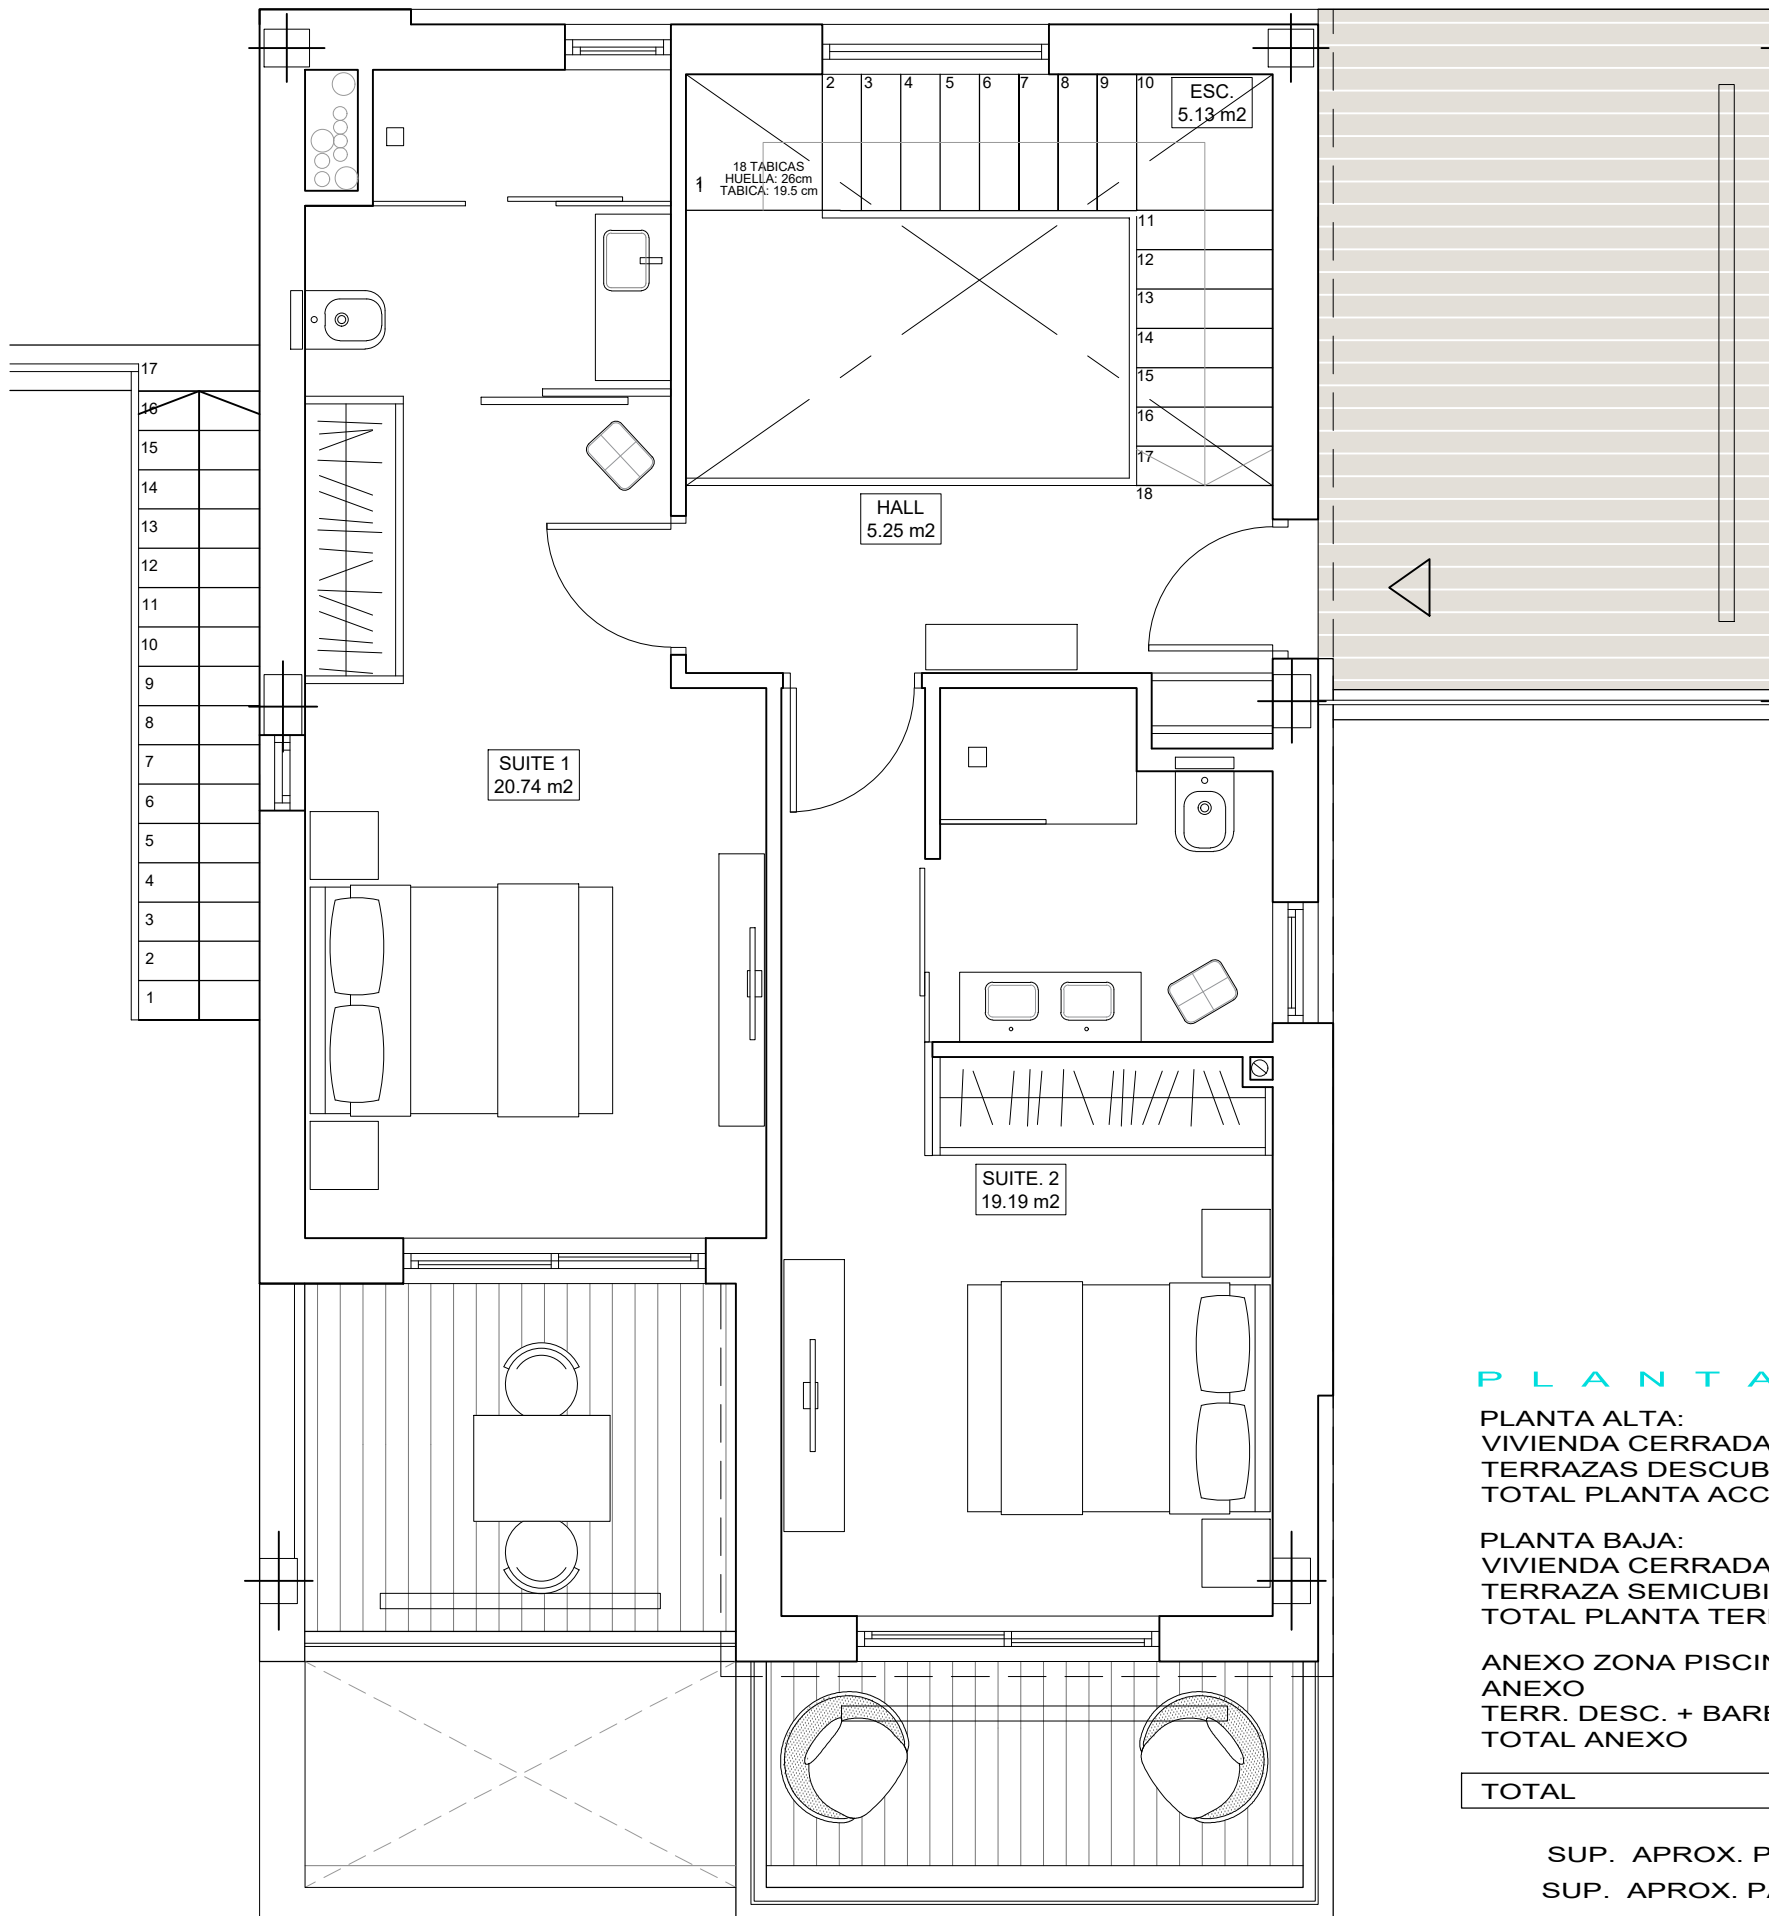 2 3 4 5 6 7 8 9 10
ESC.
5.13 m2
18 TABICAS
HUELLA: 26cm
TABICA: 19.5 cm
1
11
12
13
14
15
16
17
18
17
16
15
14
13
12
11
10
9
8
7
6
5
4
3
2
1
HALL
5.25 m2
SUITE 1
20.74 m2
SUITE. 2
19.19 m2
P L A N T A
PLANTA ALTA:
VIVIENDA CERRADA
TERRAZAS DESCUB
TOTAL PLANTA ACC
PLANTA BAJA:
VIVIENDA CERRADA
TERRAZA SEMICUBI
TOTAL PLANTA TER
ANEXO ZONA PISCIN
ANEXO
TERR. DESC. + BARB
TOTAL ANEXO
TOTAL
SUP. APROX. P
SUP. APROX. PA